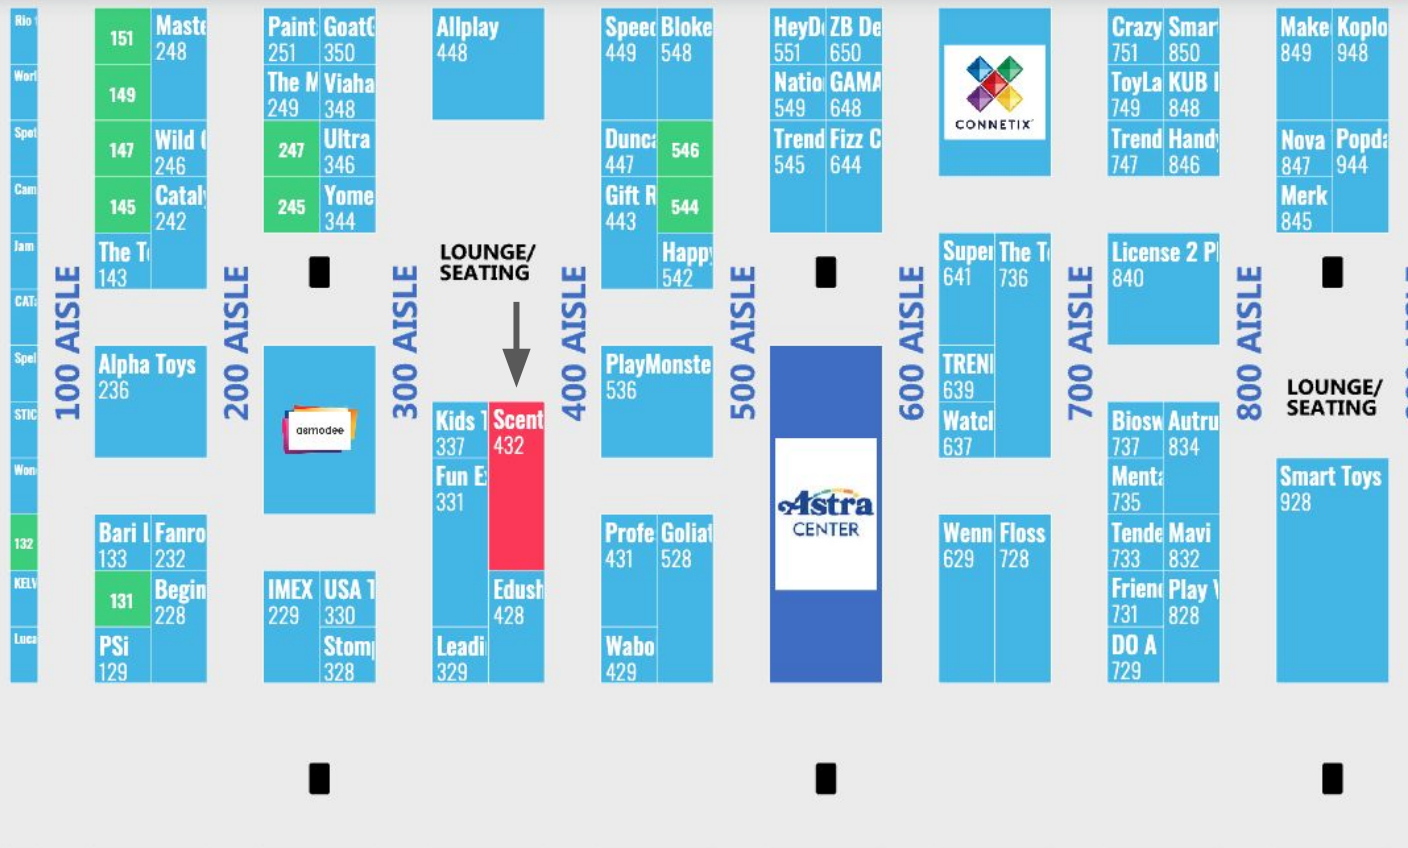 Rio
Worl
Spot
Cam
Jam
CAT
Spel
STIC
Won
132
KELV
Luca
100 AISLE
151
Maste
248
149
147
Wild
246
145
Catal
242
The T
143
Alpha Toys
236
Bari L
133
Fanro
232
131
Begin
228
PSi
129
200 AISLE
Paint
251
Goat
350
The M
249
Viaha
348
247
Ultra
346
245
Yome
344
asmodee
IMEX
229
USA T
330
Stom
328
300 AISLE
Allplay
448
LOUNGE/
SEATING
Kids T
337
Scent
432
Fun E
331
Edush
428
Leadi
329
400 AISLE
Speed
449
Bloke
548
Dunca
447
546
Gift R
443
544
Happy
542
PlayMonste
536
Profe
431
Goliat
528
Wabo
429
500 AISLE
HeyD
551
ZB De
650
Natio
549
GAMA
648
Trend
545
Fizz C
644
Astra
CENTER
600 AISLE
CONNETIX
Super
641
The T
736
TREN
639
Watch
637
Wenn
629
Floss
728
700 AISLE
Crazy
751
Smar
850
ToyLa
749
KUB
848
Trend
747
Handy
846
License 2 Pl
840
Biosw
737
Autru
834
Menta
735
Tende
733
Mavi
832
Frien
731
Play
828
DO A
729
800 AISLE
Make
849
Koplo
948
Nova
847
Popda
944
Merk
845
LOUNGE/
SEATING
Smart Toys
928